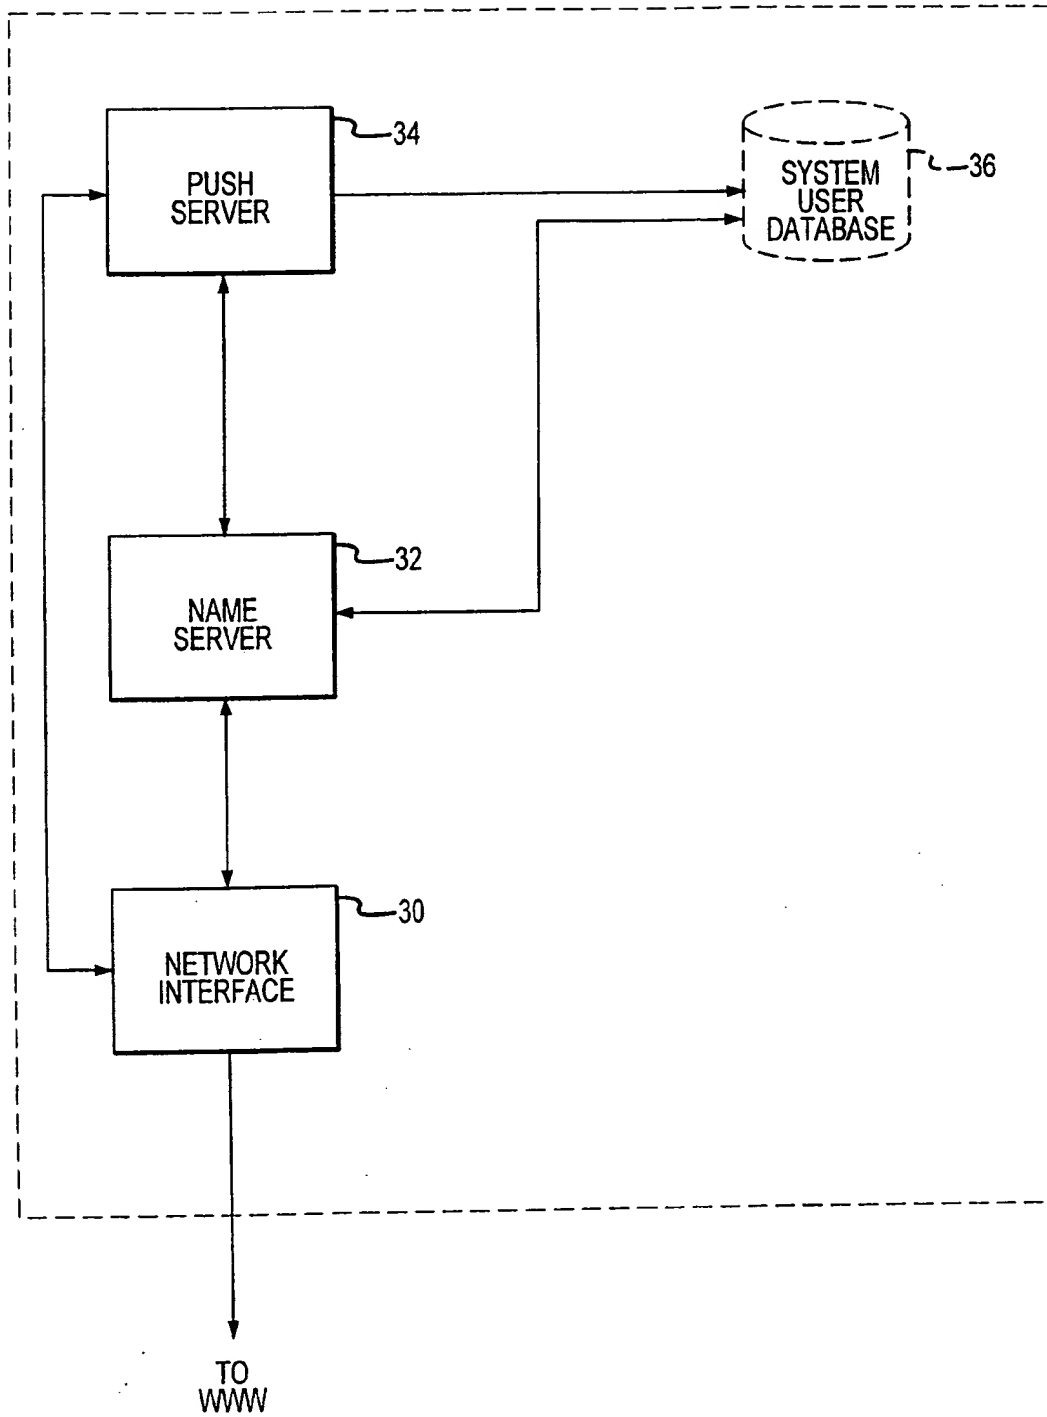 PUSH
SERVER
34
SYSTEM
USER
DATABASE
36
NAME
SERVER
32
NETWORK
INTERFACE
30
TO
WWW